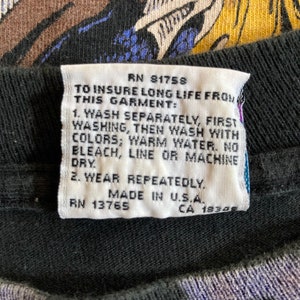 RN 81758
TO INSURE LONG LIFE FROM
THIS GARMENT:
1. WASH SEPARATELY, FIRST
WASHING, THEN WASH WITH
COLORS; WARM WATER. NO
BLEACH, LINE OR MACHINE
DRY.
2. WEAR REPEATEDLY.
MADE IN U.S.A.
RN 13765 CA